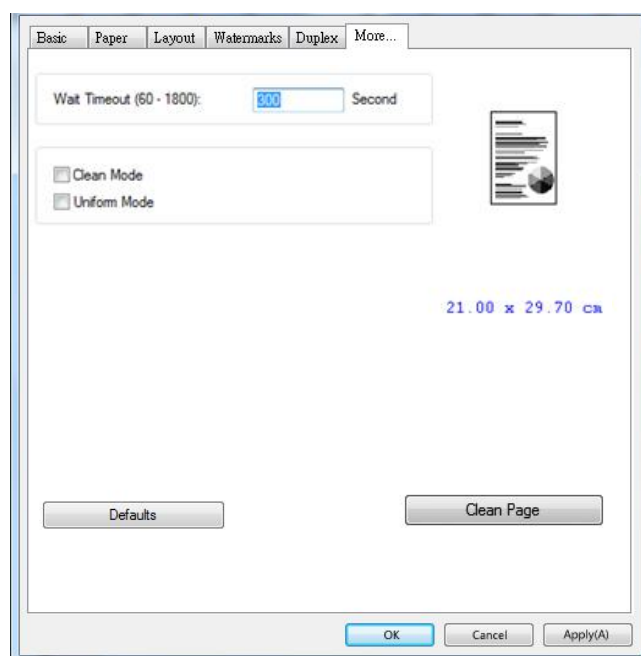 Basic Paper Layout Watermarks Duplex More...
Wait Timeout (60 - 1800): 300 Second
Clean Mode
Uniform Mode
21.00 x 29.70 cm
Defaults Clean Page
OK Cancel Apply(A)